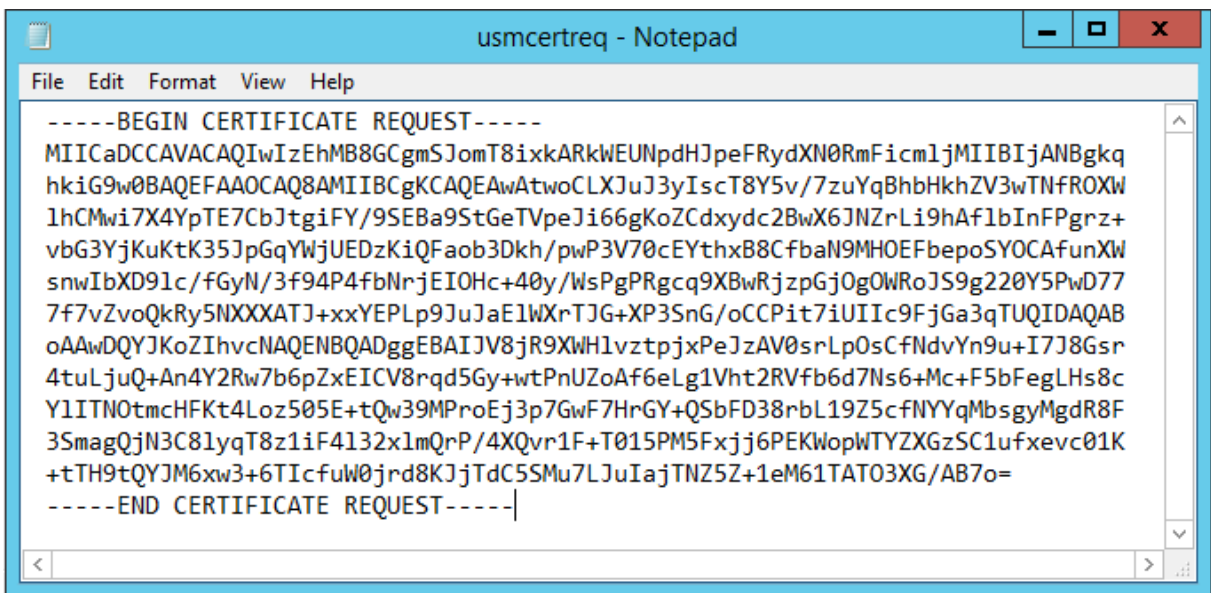 usmcertreq - Notepad
File Edit Format View Help
-----BEGIN CERTIFICATE REQUEST-----
MIICaDCCAVACAQIwIzEhMB8GCgmSJomT8ixkARkWEUNpdHJpeFRydXN0RmFicmljMIIBIjANBgkq
hkiG9w0BAQEFAAOCAQ8AMIIBCgKCAQEAwAtwoCLXJuJ3yIscT8Y5v/7zuYqBhbHkhZV3wTNfROXW
lhCMwi7X4YpTE7CbJtgiFY/9SEBa9StGeTVpeJi66gKoZCdxydc2BwX6JNZrLi9hAflbInFPgrz+
vbG3YjKuKtK35JpGqYWjUEDzKiQFaob3Dkh/pwP3V70cEYthxB8CfbaN9MHOEFbepoSYOCAfunXW
snwIbXD9lc/fGyN/3f94P4fbNrjEIOHc+40y/WsPgPRgcq9XBwRjzpGjOgOWRoJS9g220Y5PwD77
7f7vZvoQkRy5NXXXATJ+xxYEPLp9JuJaElWXrTJG+XP3SnG/oCCPit7iUIIc9FjGa3qTUQIDAQAB
oAAwDQYJKoZIhvcNAQENBQADggEBAIJV8jR9XWHlvztpjxPeJzAV0srLpOsCfNdvYn9u+I7J8Gsr
4tuLjuQ+An4Y2Rw7b6pZxEICV8rqd5Gy+wtPnUZoAf6eLg1Vht2RVfb6d7Ns6+Mc+F5bFegLHs8c
YlITNOtmcHFKt4Loz505E+tQw39MProEj3p7GwF7HrGY+QSbFD38rbL19Z5cfNYYqMbsgyMgdR8F
3SmagQjN3C8lyqT8z1iF4l32xlmQrP/4XQvr1F+T015PM5Fxjj6PEKWopWTYZXGzSC1ufxevc01K
+tTH9tQYJM6xw3+6TIcfuW0jrd8KJjTdC5SMu7LJuIajTNZ5Z+1eM61TATO3XG/AB7o=
-----END CERTIFICATE REQUEST-----